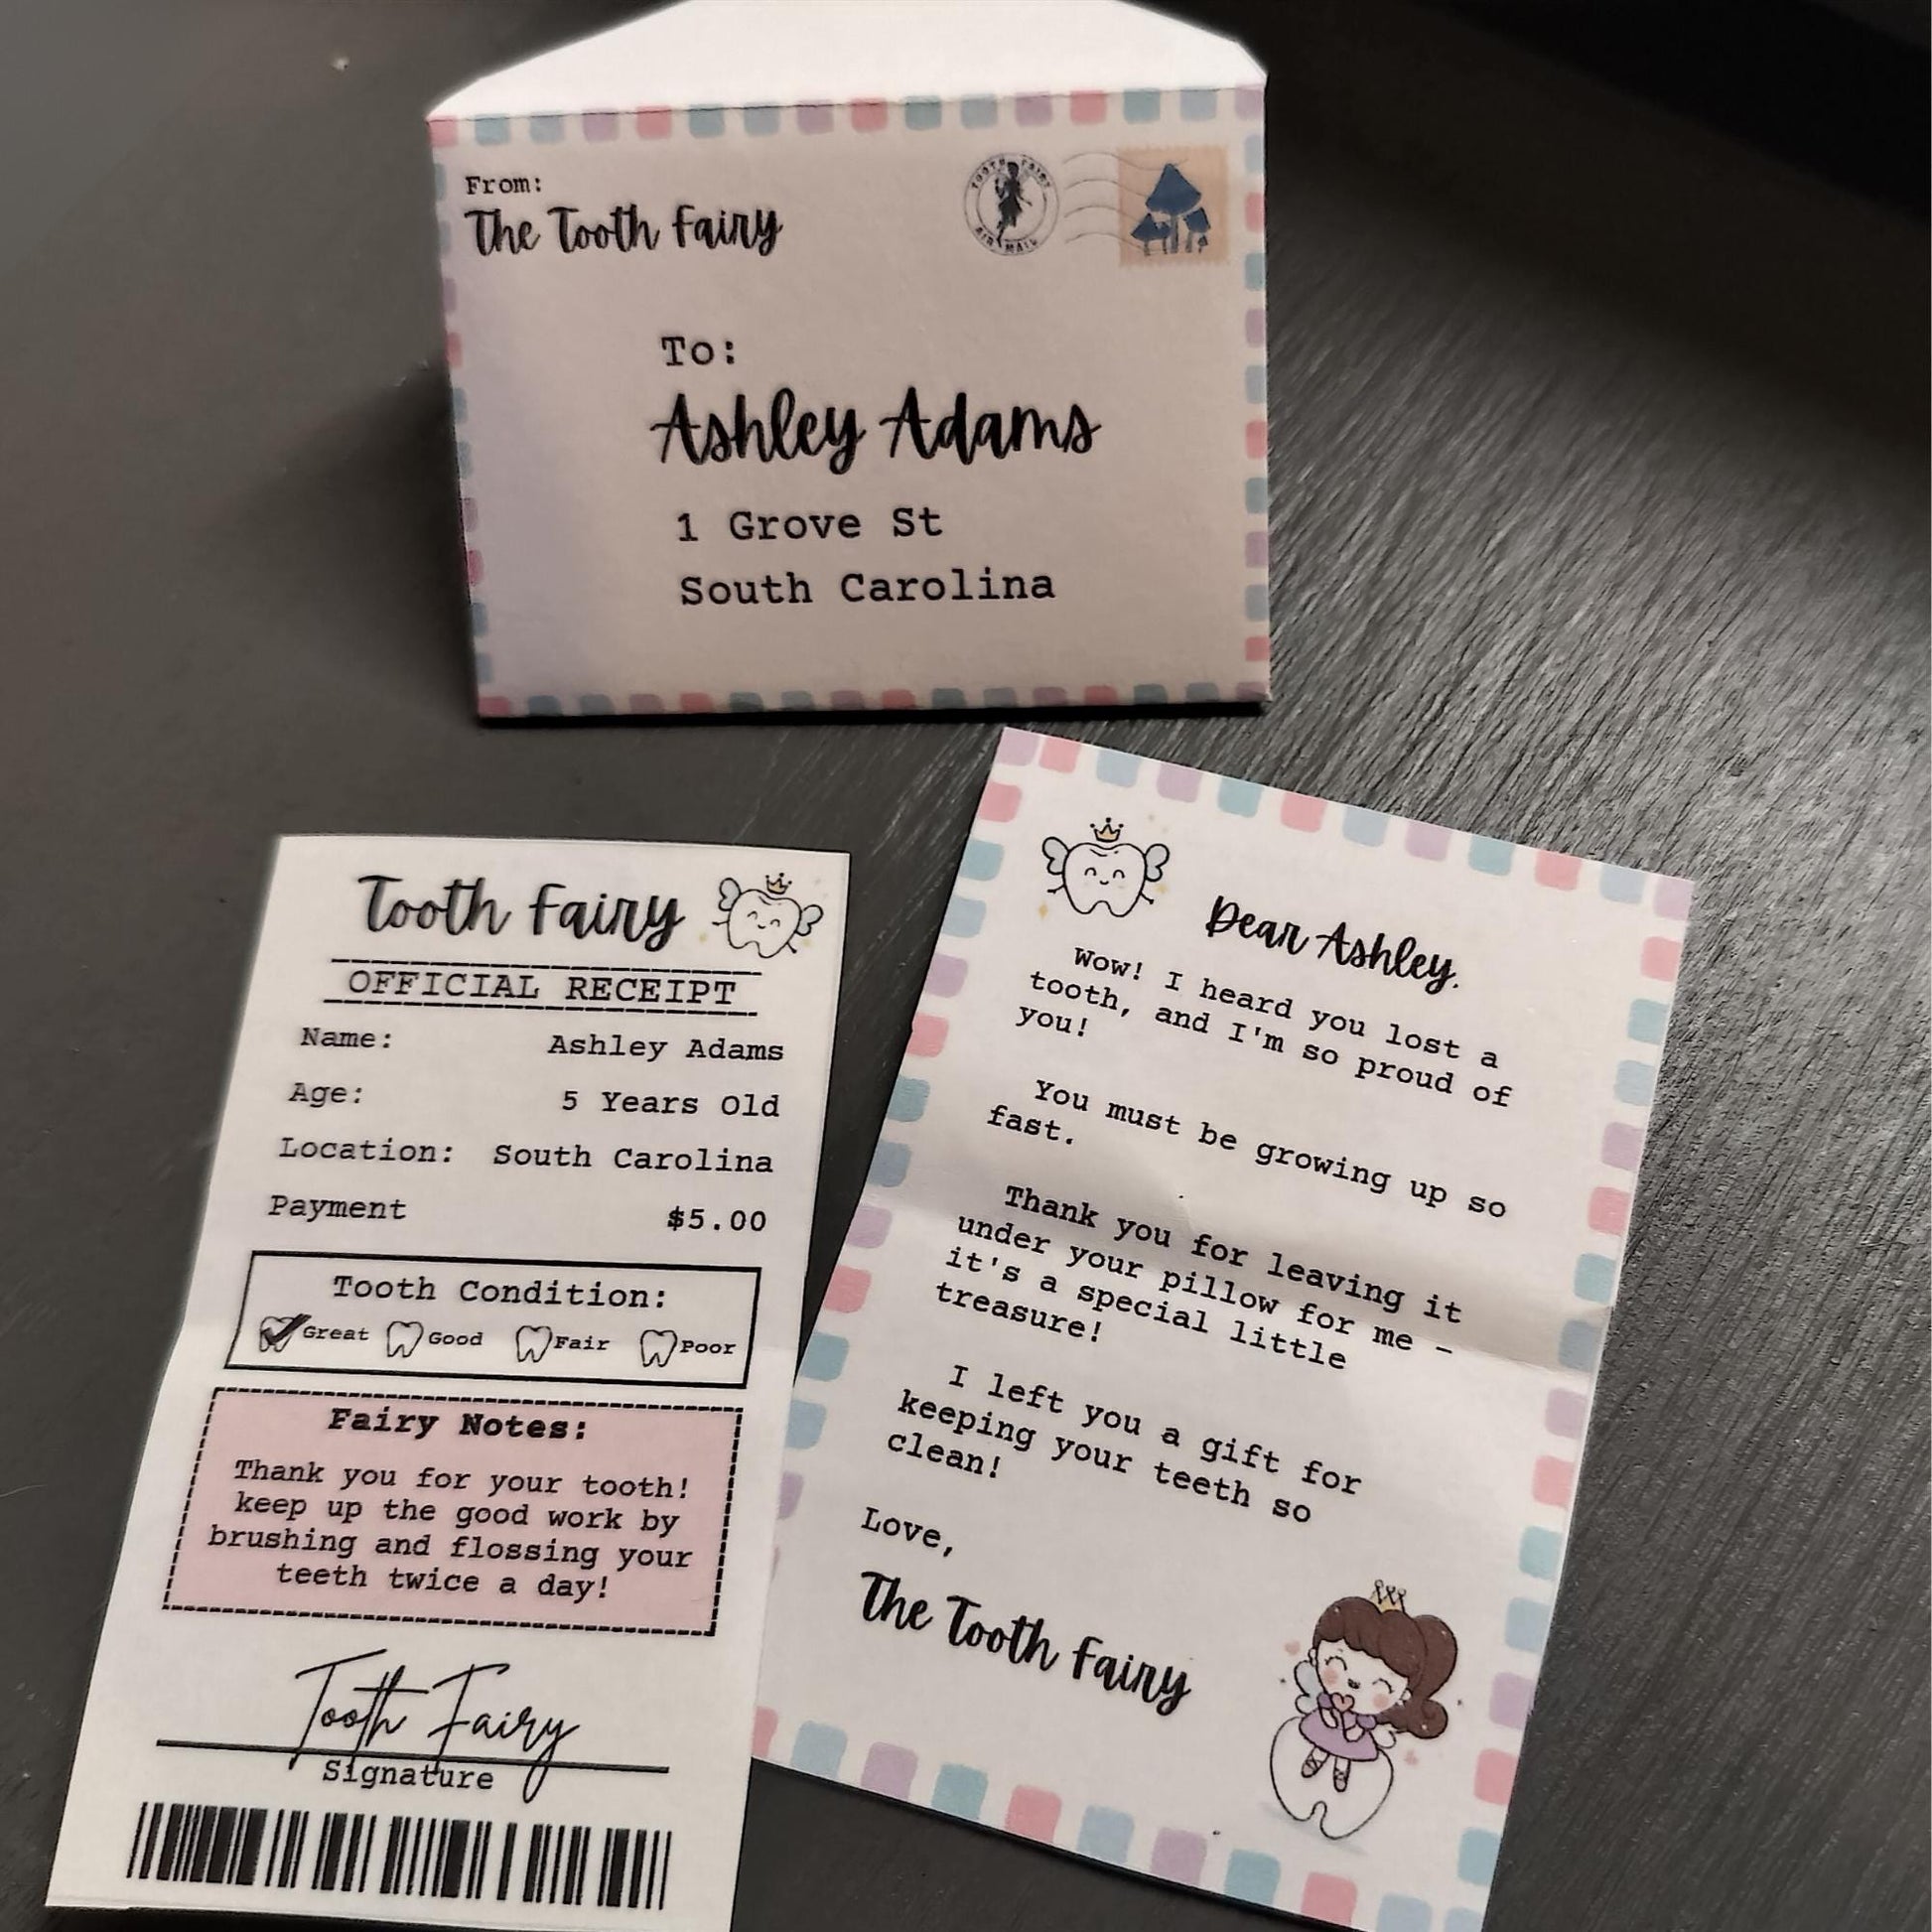 From:
The Tooth Fairy
TOOTH FAIRY
AIR MAIL
To:
Ashley Adams
1 Grove St
South Carolina
Tooth Fairy
OFFICIAL RECEIPT
Name: Ashley Adams
Age: 5 Years Old
Location: South Carolina
Payment $5.00
Tooth Condition:
Great Good Fair Poor
Fairy Notes:
Thank you for your tooth!
keep up the good work by
brushing and flossing your
teeth twice a day!
Tooth Fairy
Signature
Dear Ashley,
Wow! I heard you lost a
tooth, and I'm so proud of
you!
You must be growing up so
fast.
Thank you for leaving it
under your pillow for me -
it's a special little
treasure!
I left you a gift for
keeping your teeth so
clean!
Love,
The Tooth Fairy